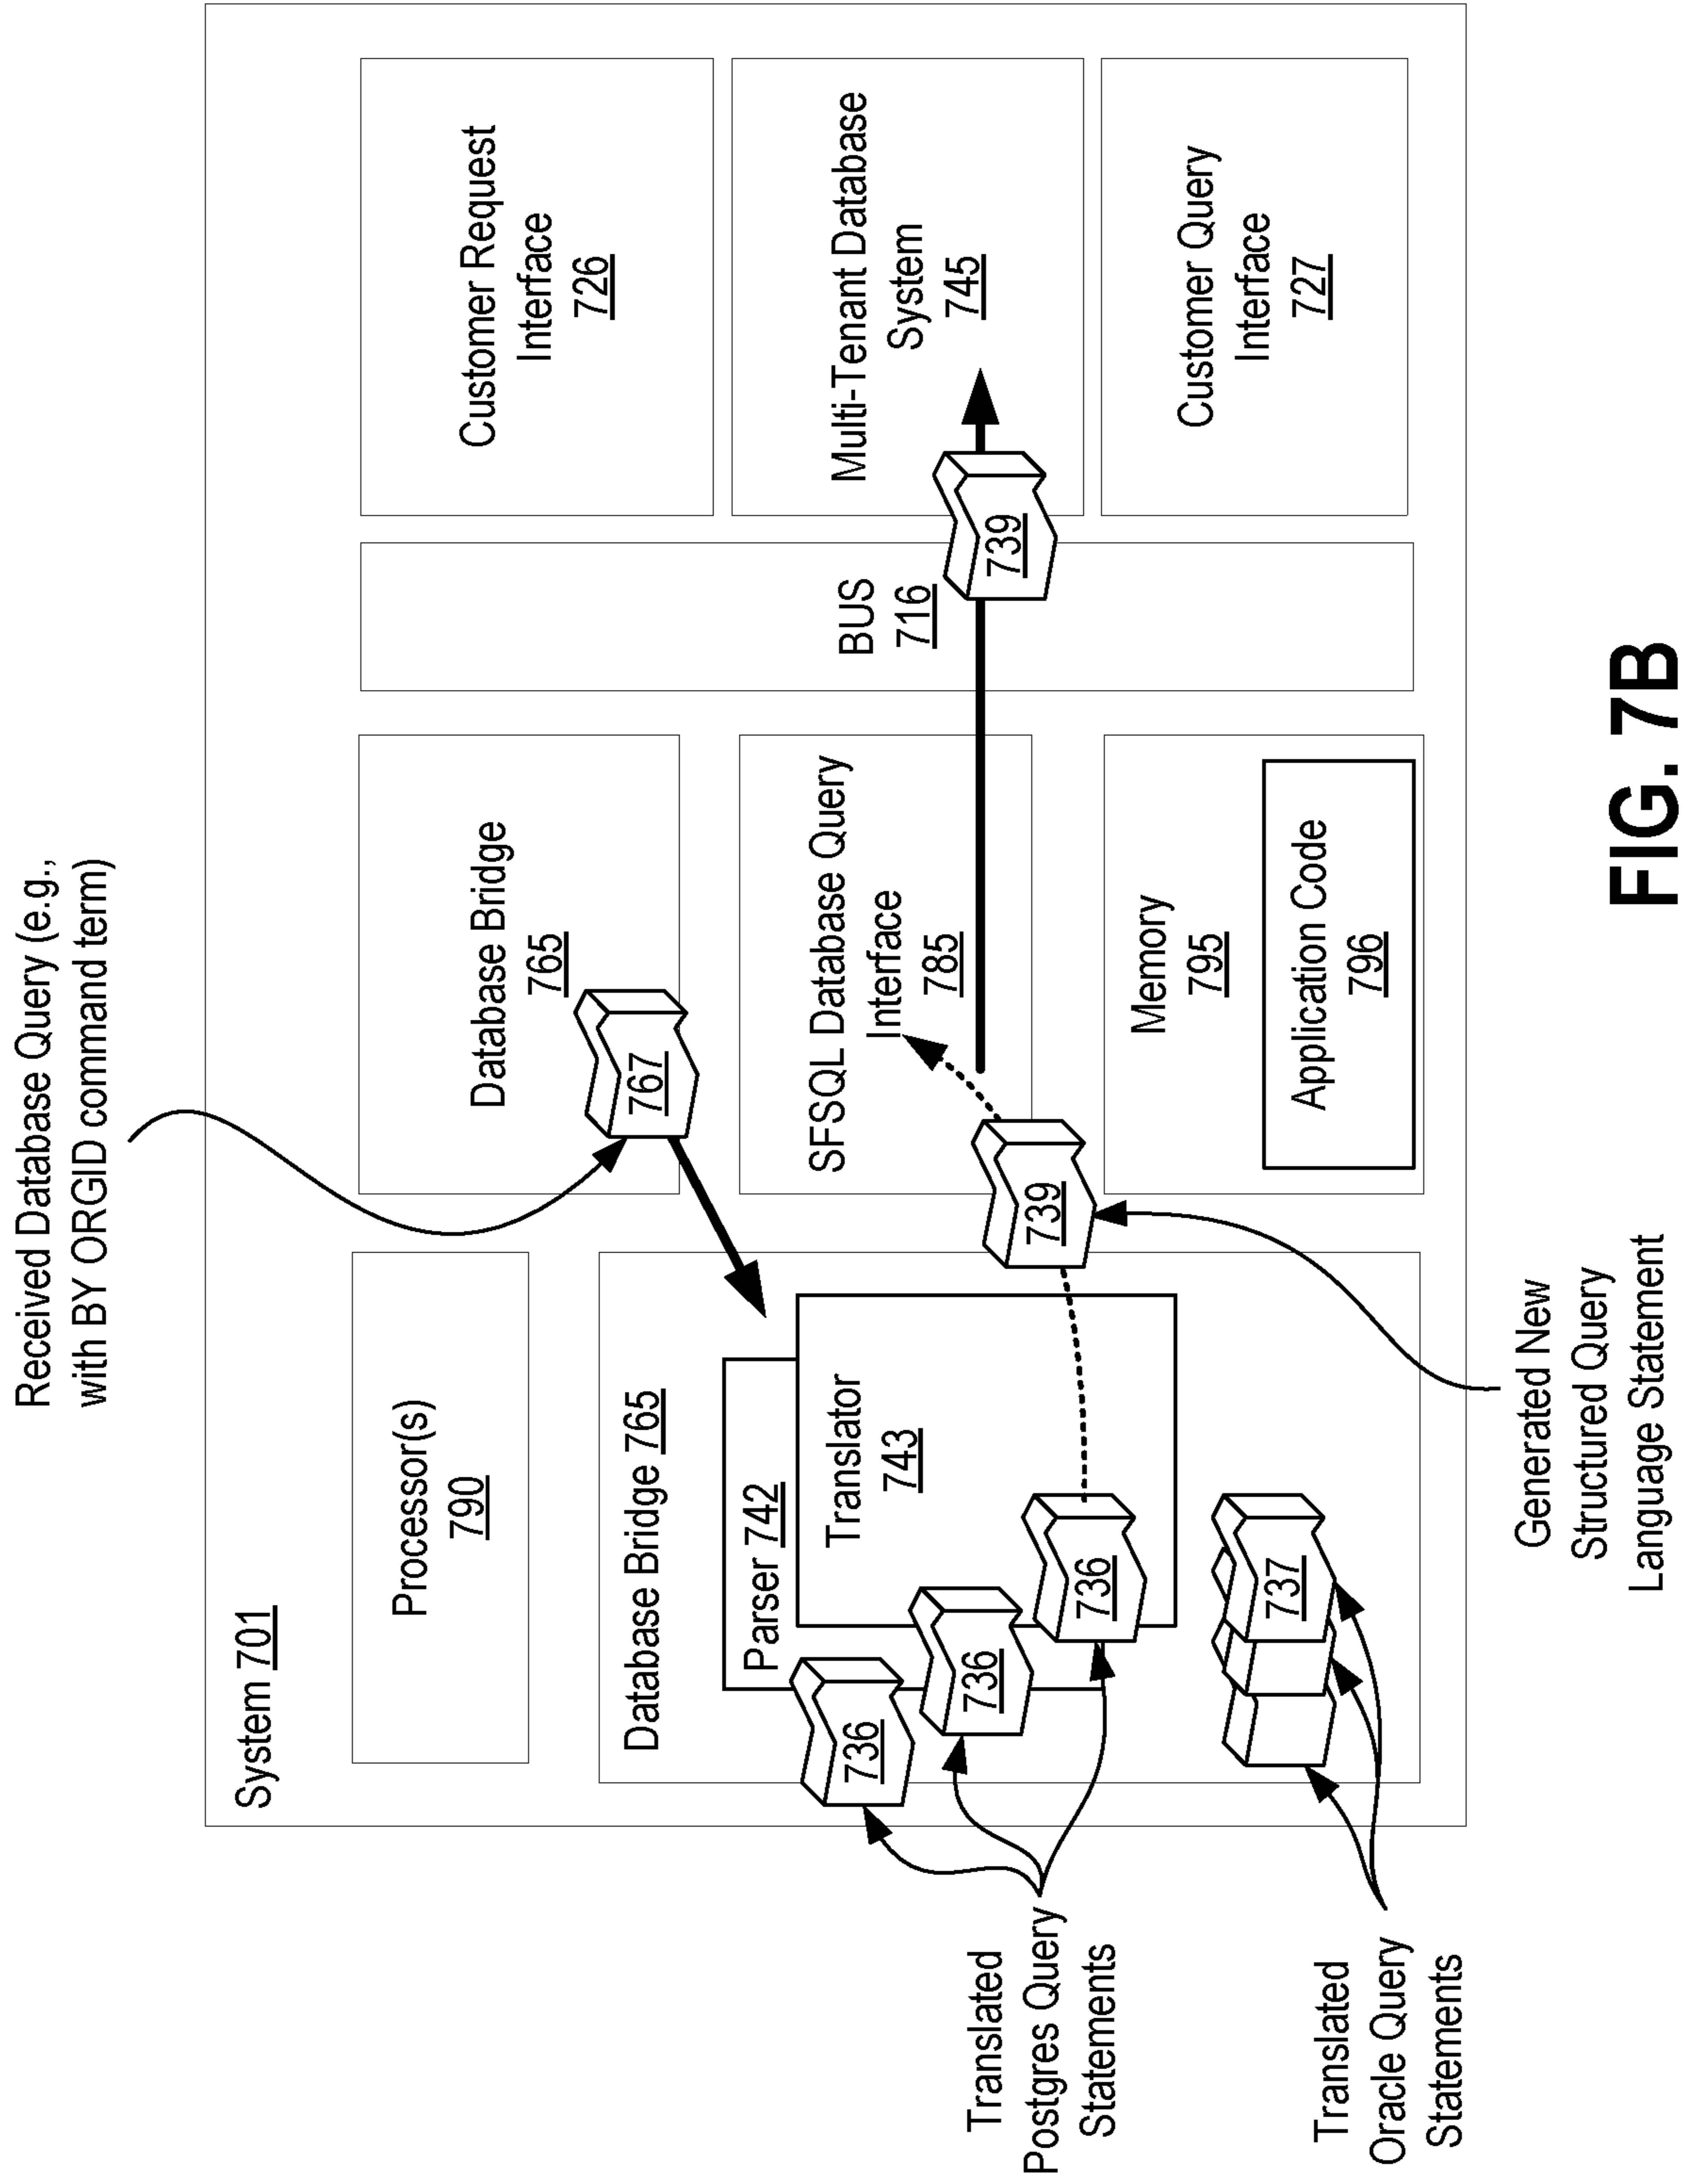 Received Database Query (e.g.,
with BY ORGID command term)
System 701
Processor(s)
790
Database Bridge
765
Customer Request
Interface
726
Database Bridge 765
Parser 742
Translator
743
767
SFSQL Database Query
Interface
785
BUS
716
Multi-Tenant Database
System
745
736
736
736
739
739
737
Memory
795
Application Code
796
Customer Query
Interface
727
Translated
Postgres Query
Statements
Translated
Oracle Query
Statements
Generated New
Structured Query
Language Statement
FIG. 7B